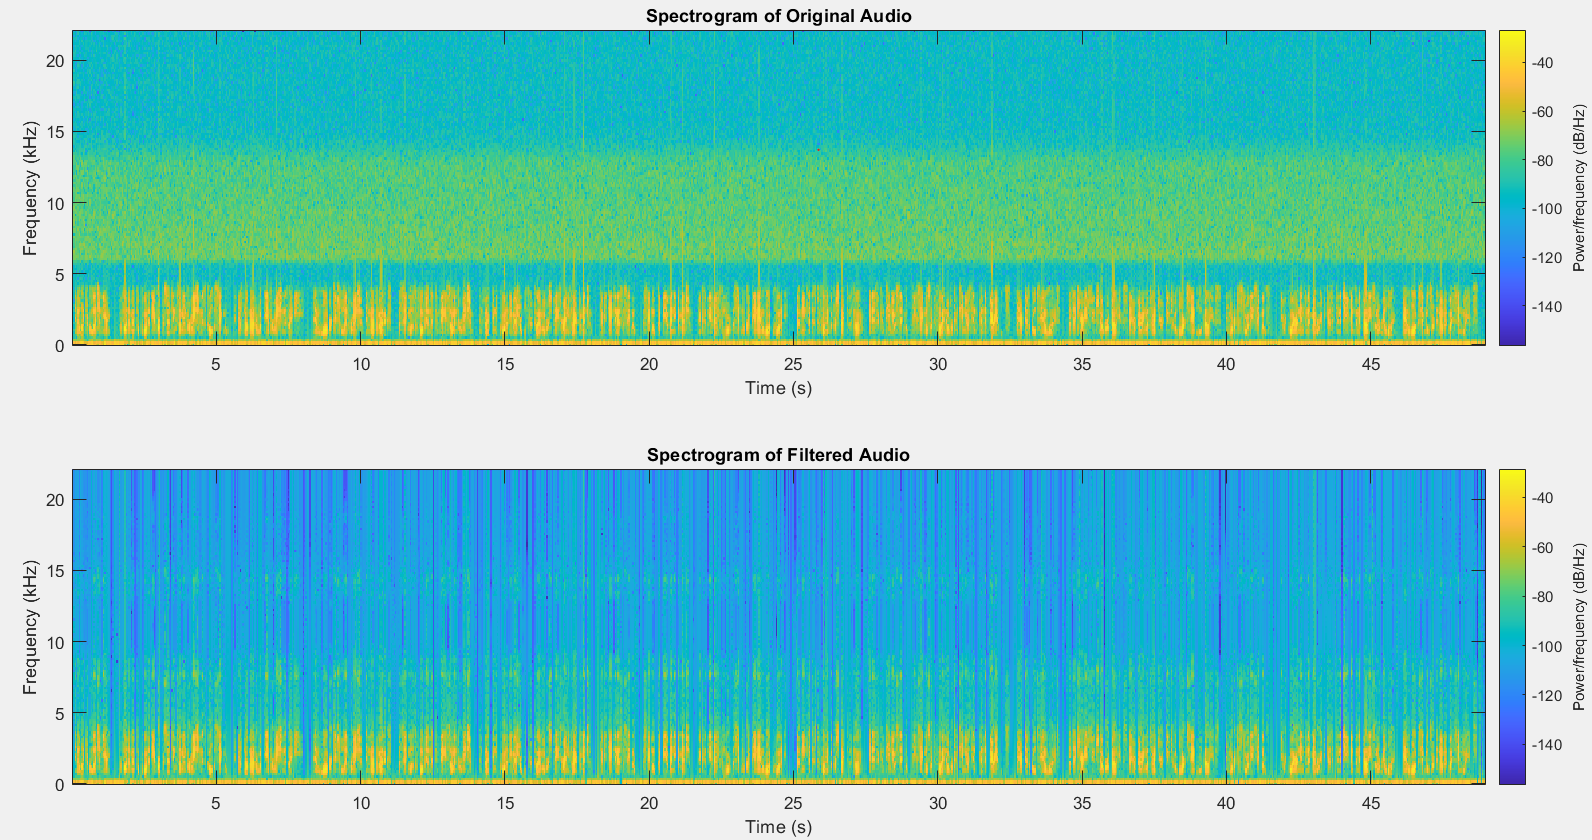 Spectrogram of Original Audio
Frequency (kHz)
20
15
10
5
0
5 10 15 20 25 30 35 40 45
Time (s)
-40
-60
-80
-100
-120
-140
Power/frequency (dB/Hz)
Spectrogram of Filtered Audio
Frequency (kHz)
20
15
10
5
0
5 10 15 20 25 30 35 40 45
Time (s)
-40
-60
-80
-100
-120
-140
Power/frequency (dB/Hz)